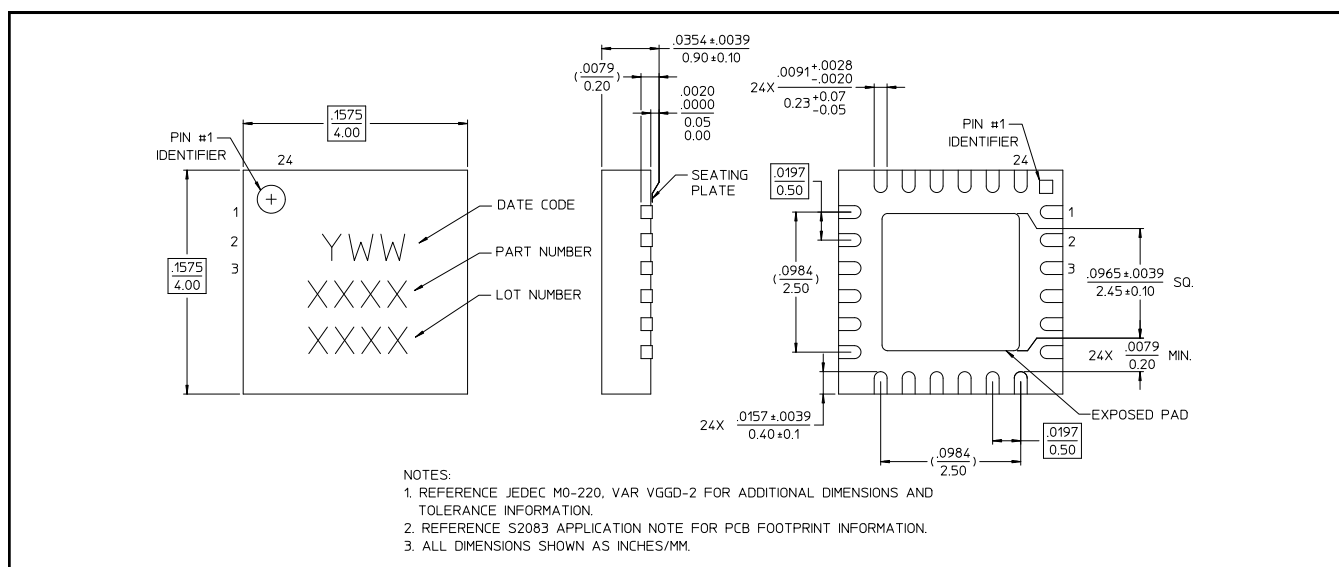 .0354±.0039
0.90±0.10
(.0079
0.20)
.0020
.0000
0.05
0.00
24X .0091+.0028
-.0020
0.23+0.07
-0.05
.1575
4.00
PIN #1
IDENTIFIER
24
PIN #1
IDENTIFIER
24
SEATING
PLATE
.0197
0.50
1
2
3
DATE CODE
YWW
PART NUMBER
XXXX
LOT NUMBER
XXXX
.1575
4.00
(.0984
2.50)
1
2
3
.0965±.0039
2.45±0.10 SQ.
24X .0079
0.20 MIN.
24X .0157±.0039
0.40±0.1
EXPOSED PAD
(.0984
2.50)
.0197
0.50
NOTES:
1. REFERENCE JEDEC MO-220, VAR VGGD-2 FOR ADDITIONAL DIMENSIONS AND
TOLERANCE INFORMATION.
2. REFERENCE S2083 APPLICATION NOTE FOR PCB FOOTPRINT INFORMATION.
3. ALL DIMENSIONS SHOWN AS INCHES/MM.